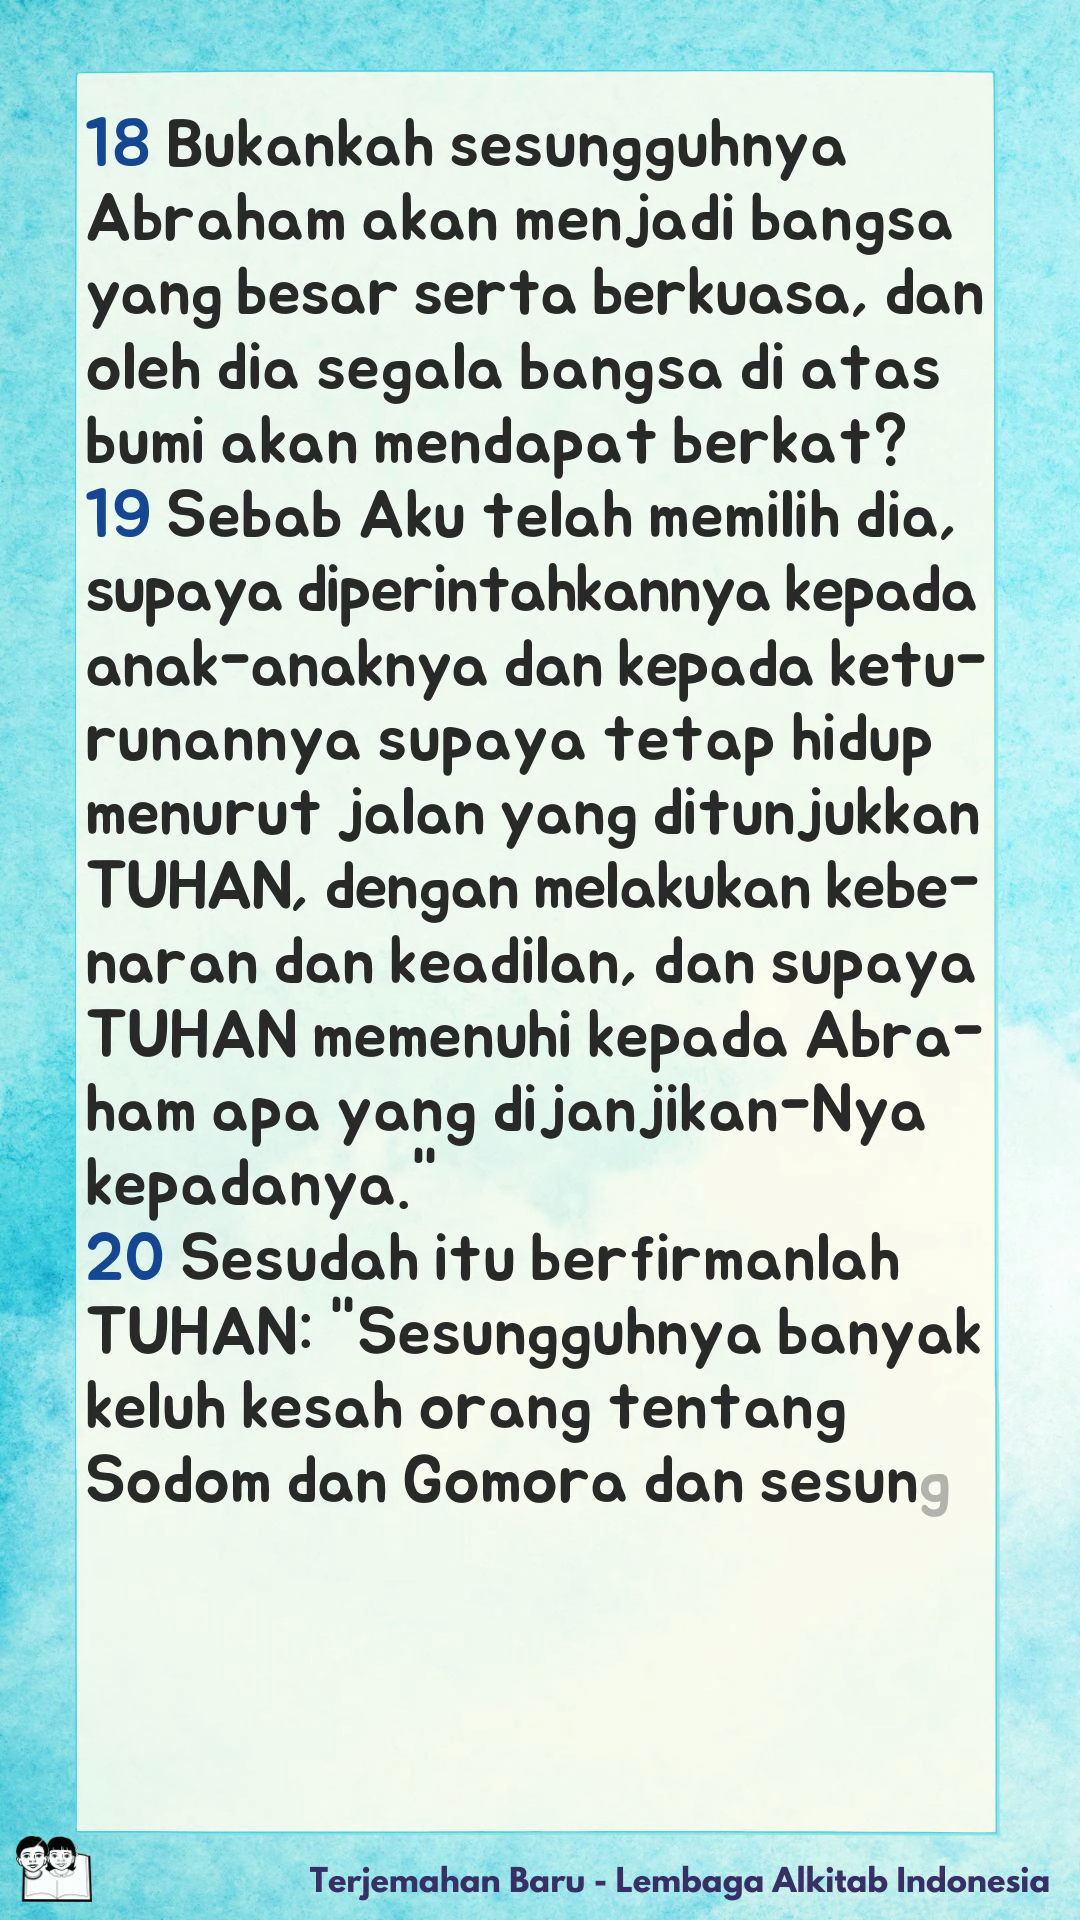 18 Bukankah sesungguhnya
Abraham akan menjadi bangsa
yang besar serta berkuasa, dan
oleh dia segala bangsa di atas
bumi akan mendapat berkat?
19 Sebab Aku telah memilih dia,
supaya diperintahkannya kepada
anak-anaknya dan kepada ketu-
runannya supaya tetap hidup
menurut jalan yang ditunjukkan
TUHAN, dengan melakukan kebe-
naran dan keadilan, dan supaya
TUHAN memenuhi kepada Abra-
ham apa yang dijanjikan-Nya
kepadanya."
20 Sesudah itu berfirmanlah
TUHAN: "Sesungguhnya banyak
keluh kesah orang tentang
Sodom dan Gomora dan sesung
Terjemahan Baru - Lembaga Alkitab Indonesia